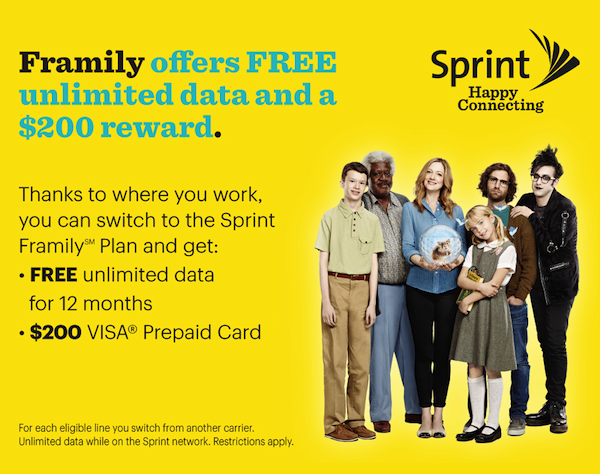 Framily offers FREE
unlimited data and a
$200 reward.
Sprint
Happy
Connecting
Thanks to where you work,
you can switch to the Sprint
Framily℠ Plan and get:
• FREE unlimited data
for 12 months
• $200 VISA® Prepaid Card
For each eligible line you switch from another carrier.
Unlimited data while on the Sprint network. Restrictions apply.